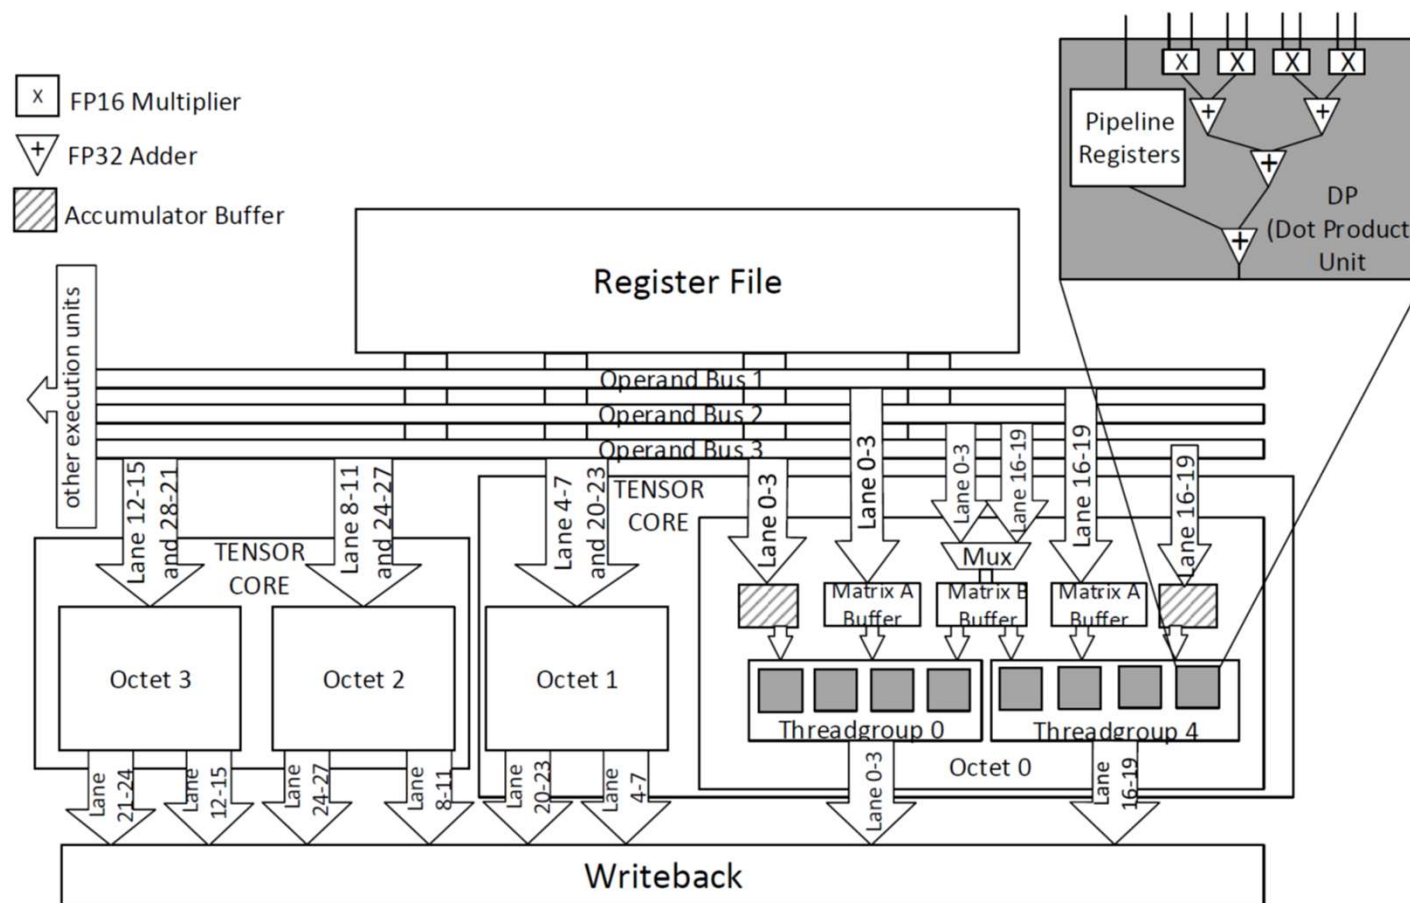 X FP16 Multiplier
+ FP32 Adder
Accumulator Buffer
X X X X
+ +
+
+
Pipeline
Registers
DP
(Dot Product
Unit
Register File
other execution units
Operand Bus 1
Operand Bus 2
Operand Bus 3
Lane 12-15
and 28-21
Lane 8-11
and 24-27
Lane 4-7
and 20-23
Lane 0-3
Lane 0-3
Lane 0-3
Lane 16-19
Lane 16-19
Lane 16-19
TENSOR
CORE
TENSOR
CORE
Mux
Matrix A
Buffer
Matrix B
Buffer
Matrix A
Buffer
Octet 3
Octet 2
Octet 1
Threadgroup 0
Threadgroup 4
Octet 0
Lane
21-24
Lane
12-15
Lane
24-27
Lane
8-11
Lane
20-23
Lane
4-7
Lane 0-3
Lane
16-19
Writeback